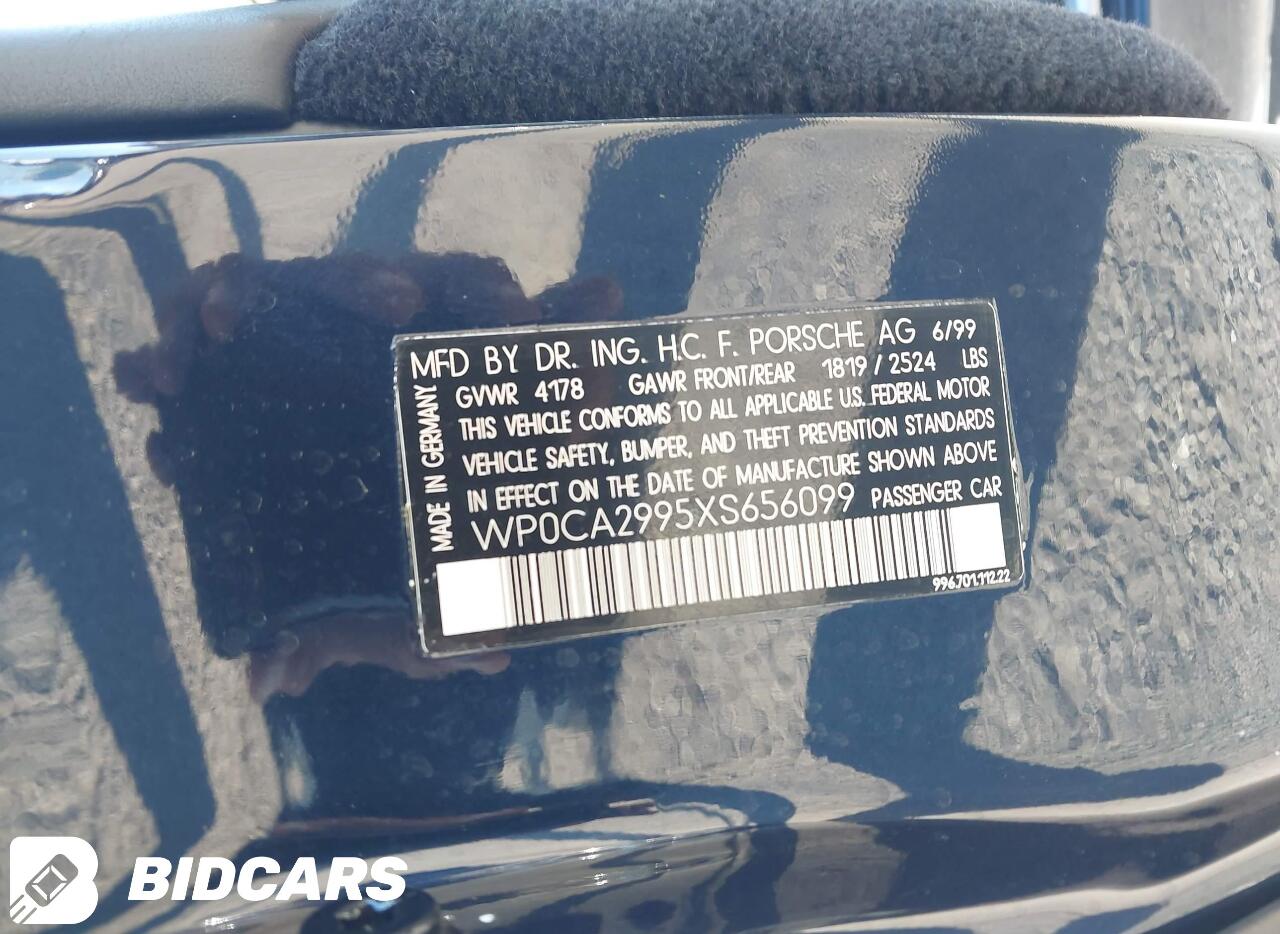 MFD BY DR. ING. H.C. F. PORSCHE AG 6/99
GVWR 4178 GAWR FRONT/REAR 1819 / 2524 LBS
THIS VEHICLE CONFORMS TO ALL APPLICABLE U.S. FEDERAL MOTOR
VEHICLE SAFETY, BUMPER, AND THEFT PREVENTION STANDARDS
IN EFFECT ON THE DATE OF MANUFACTURE SHOWN ABOVE
WP0CA2995XS656099 PASSENGER CAR
MADE IN GERMANY
996.701.112.22
BIDCARS